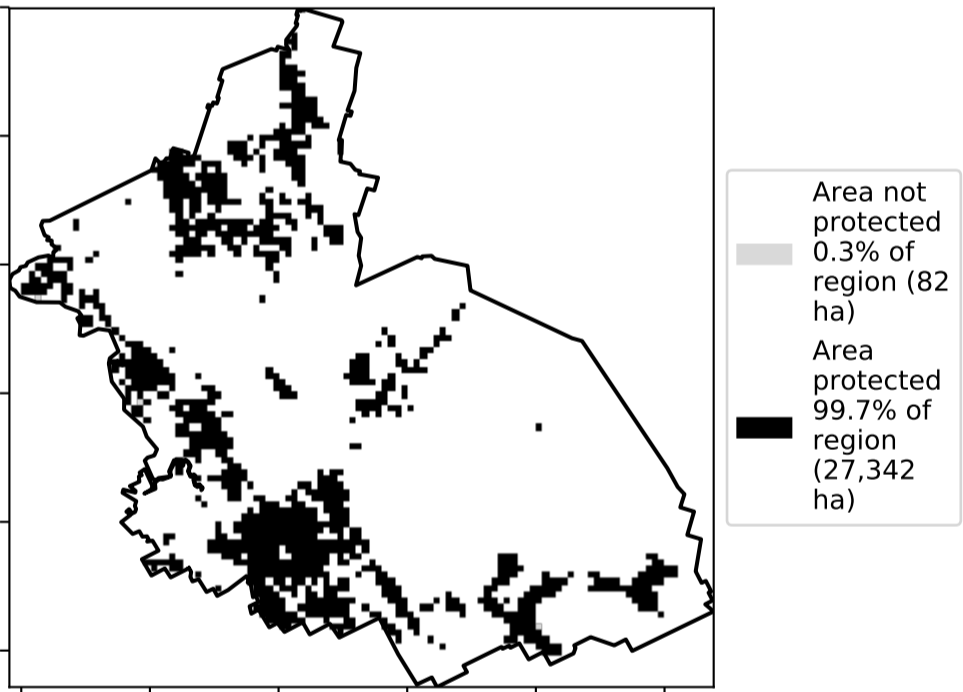 Area not
protected
0.3% of
region (82
ha)
Area
protected
99.7% of
region
(27,342
ha)